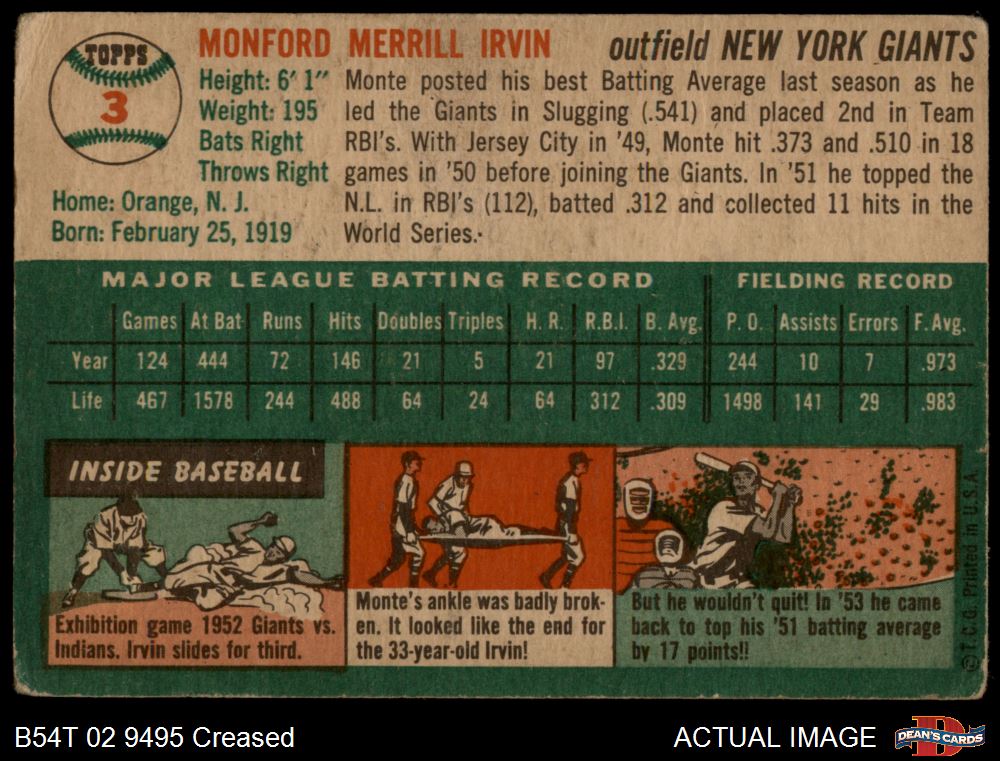 TOPPS
3
MONFORD MERRILL IRVIN
outfield NEW YORK GIANTS
Height: 6' 1"
Weight: 195
Bats Right
Throws Right
Home: Orange, N. J.
Born: February 25, 1919
Monte posted his best Batting Average last season as he
led the Giants in Slugging (.541) and placed 2nd in Team
RBI's. With Jersey City in '49, Monte hit .373 and .510 in 18
games in '50 before joining the Giants. In '51 he topped the
N.L. in RBI's (112), batted .312 and collected 11 hits in the
World Series.
MAJOR LEAGUE BATTING RECORD FIELDING RECORD
Games At Bat Runs Hits Doubles Triples H. R. R.B.I. B. Avg. P. O. Assists Errors F. Avg.
Year 124 444 72 146 21 5 21 97 .329 244 10 7 .973
Life 467 1578 244 488 64 24 64 312 .309 1498 141 29 .983
INSIDE BASEBALL
Exhibition game 1952 Giants vs.
Indians. Irvin slides for third.
Monte's ankle was badly brok-
en. It looked like the end for
the 33-year-old Irvin!
But he wouldn't quit! In '53 he came
back to top his '51 batting average
by 17 points!!
©T.C.G. Printed in U.S.A.
B54T 02 9495 Creased
ACTUAL IMAGE
DEAN'S CARDS